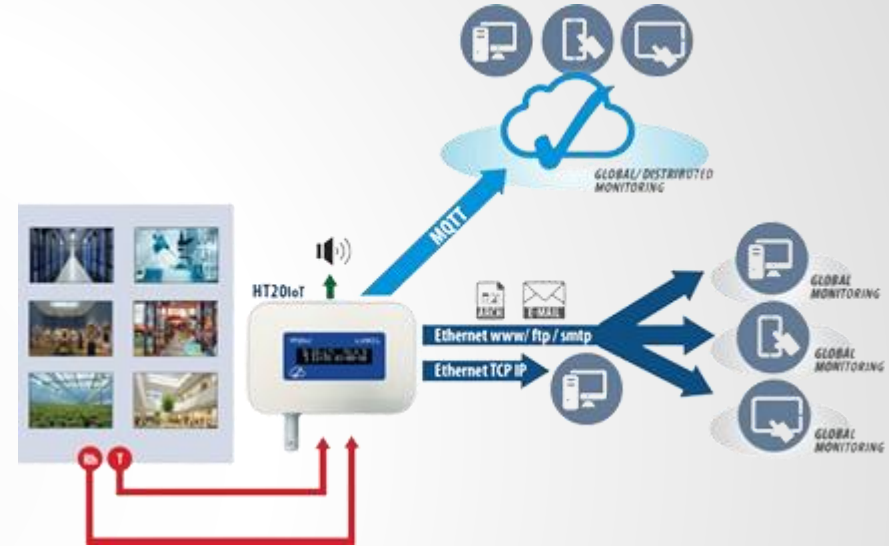 GLOBAL/DISTRIBUTED
MONITORING
MQTT
HT20IoT
ARCH
E-MAIL
Ethernet www/ ftp / smtp
Ethernet TCP IP
GLOBAL
MONITORING
GLOBAL
MONITORING
GLOBAL
MONITORING
Rh
T